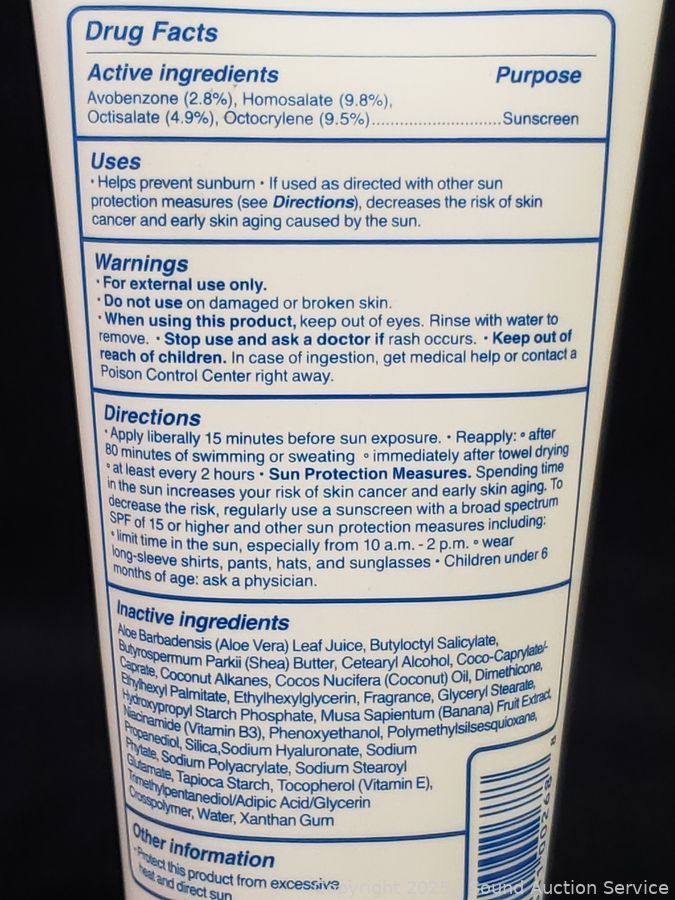 Drug Facts
Active ingredients Purpose
Avobenzone (2.8%), Homosalate (9.8%),
Octisalate (4.9%), Octocrylene (9.5%)..............................Sunscreen
Uses
• Helps prevent sunburn • If used as directed with other sun
protection measures (see Directions), decreases the risk of skin
cancer and early skin aging caused by the sun.
Warnings
• For external use only.
• Do not use on damaged or broken skin.
• When using this product, keep out of eyes. Rinse with water to
remove. • Stop use and ask a doctor if rash occurs. • Keep out of
reach of children. In case of ingestion, get medical help or contact a
Poison Control Center right away.
Directions
• Apply liberally 15 minutes before sun exposure. • Reapply: ° after
80 minutes of swimming or sweating ° immediately after towel drying
° at least every 2 hours • Sun Protection Measures. Spending time
in the sun increases your risk of skin cancer and early skin aging. To
decrease the risk, regularly use a sunscreen with a broad spectrum
SPF of 15 or higher and other sun protection measures including:
° limit time in the sun, especially from 10 a.m. - 2 p.m. ° wear
long-sleeve shirts, pants, hats, and sunglasses • Children under 6
months of age: ask a physician.
Inactive ingredients
Aloe Barbadensis (Aloe Vera) Leaf Juice, Butyloctyl Salicylate,
Butyrospermum Parkii (Shea) Butter, Cetearyl Alcohol, Coco-Caprylate/-
Caprate, Coconut Alkanes, Cocos Nucifera (Coconut) Oil, Dimethicone,
Ethylhexyl Palmitate, Ethylhexylglycerin, Fragrance, Glyceryl Stearate,
Hydroxypropyl Starch Phosphate, Musa Sapientum (Banana) Fruit Extract,
Niacinamide (Vitamin B3), Phenoxyethanol, Polymethylsilsesquioxane,
Propanediol, Silica,Sodium Hyaluronate, Sodium
Phytate, Sodium Polyacrylate, Sodium Stearoyl
Glutamate, Tapioca Starch, Tocopherol (Vitamin E),
Trimethylpentanediol/Adipic Acid/Glycerin
Crosspolymer, Water, Xanthan Gum
Other information
• Protect this product from excessive
heat and direct sun
Copyright 2025 Sound Auction Service